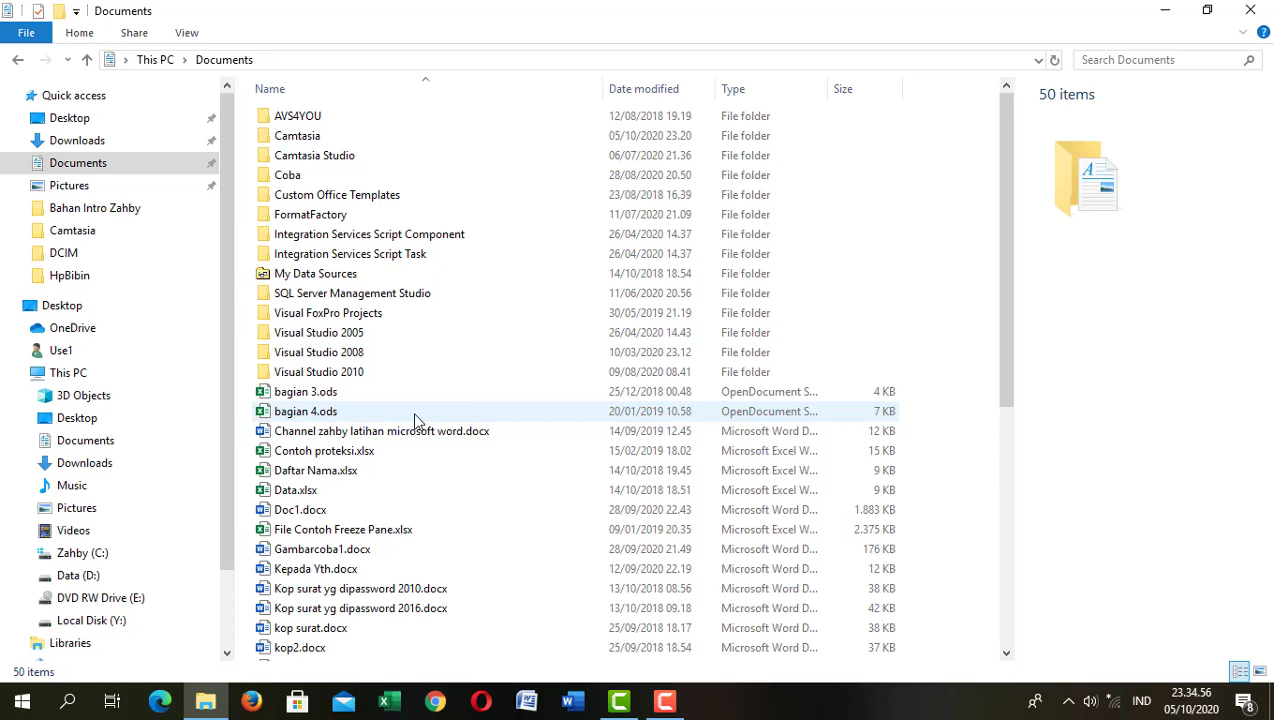 Documents
File Home Share View
This PC Documents Search Documents
Quick access
Desktop
Downloads
Documents
Pictures
Bahan Intro Zahby
Camtasia
DCIM
HpBibin
Desktop
OneDrive
Use1
This PC
3D Objects
Desktop
Documents
Downloads
Music
Pictures
Videos
Zahby (C:)
Data (D:)
DVD RW Drive (E:)
Local Disk (Y:)
Libraries
Name Date modified Type Size
AVS4YOU 12/08/2018 19.19 File folder
Camtasia 05/10/2020 23.20 File folder
Camtasia Studio 06/07/2020 21.36 File folder
Coba 28/08/2020 20.50 File folder
Custom Office Templates 23/08/2018 16.39 File folder
FormatFactory 11/07/2020 21.09 File folder
Integration Services Script Component 26/04/2020 14.37 File folder
Integration Services Script Task 26/04/2020 14.37 File folder
My Data Sources 14/10/2018 18.54 File folder
SQL Server Management Studio 11/06/2020 20.56 File folder
Visual FoxPro Projects 30/05/2019 21.19 File folder
Visual Studio 2005 26/04/2020 14.43 File folder
Visual Studio 2008 10/03/2020 23.12 File folder
Visual Studio 2010 09/08/2020 08.41 File folder
bagian 3.ods 25/12/2018 00.48 OpenDocument S... 4 KB
bagian 4.ods 20/01/2019 10.58 OpenDocument S... 7 KB
Channel zahby latihan microsoft word.docx 14/09/2019 12.45 Microsoft Word D... 12 KB
Contoh proteksi.xlsx 15/02/2019 18.02 Microsoft Excel W... 15 KB
Daftar Nama.xlsx 14/10/2018 19.45 Microsoft Excel W... 9 KB
Data.xlsx 14/10/2018 18.51 Microsoft Excel W... 9 KB
Doc1.docx 28/09/2020 22.43 Microsoft Word D... 1.883 KB
File Contoh Freeze Pane.xlsx 09/01/2019 20.35 Microsoft Excel W... 2.375 KB
Gambarcoba1.docx 28/09/2020 21.49 Microsoft Word D... 176 KB
Kepada Yth.docx 12/09/2020 22.19 Microsoft Word D... 12 KB
Kop surat yg dipassword 2010.docx 13/10/2018 08.56 Microsoft Word D... 38 KB
Kop surat yg dipassword 2016.docx 13/10/2018 09.18 Microsoft Word D... 42 KB
kop surat.docx 25/09/2018 18.17 Microsoft Word D... 38 KB
kop2.docx 25/09/2018 18.54 Microsoft Word D... 37 KB
50 items
50 items
IND
23.34.56
05/10/2020
8